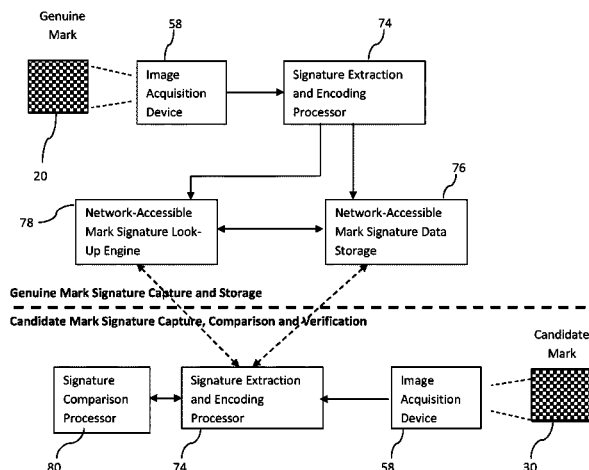 Genuine
Mark
58
74
Image
Acquisition
Device
Signature Extraction
and Encoding
Processor
20
78
76
Network-Accessible
Mark Signature Look-
Up Engine
Network-Accessible
Mark Signature Data
Storage
Genuine Mark Signature Capture and Storage
Candidate Mark Signature Capture, Comparison and Verification
Candidate
Mark
Signature
Comparison
Processor
Signature Extraction
and Encoding
Processor
Image
Acquisition
Device
80
74
58
30